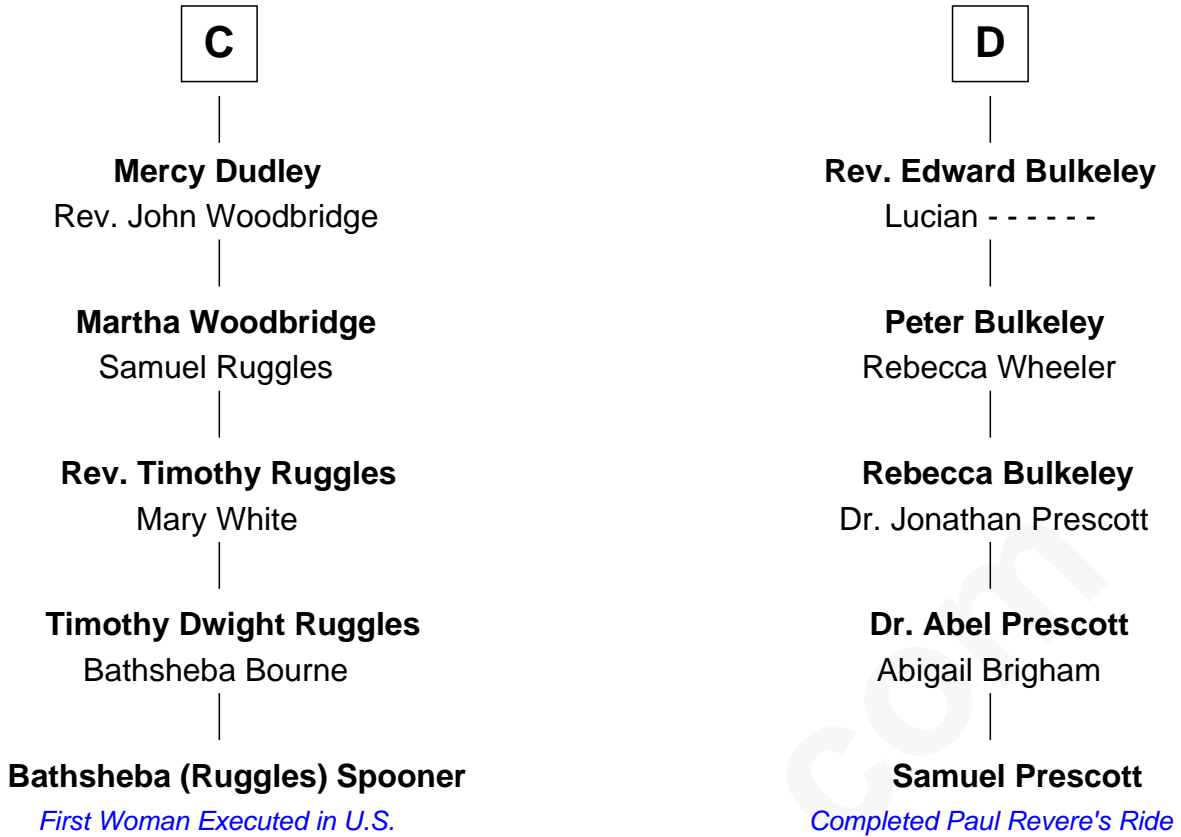 C
Mercy Dudley
Rev. John Woodbridge
Martha Woodbridge
Samuel Ruggles
Rev. Timothy Ruggles
Mary White
Timothy Dwight Ruggles
Bathsheba Bourne
Bathsheba (Ruggles) Spooner
First Woman Executed in U.S.
D
Rev. Edward Bulkeley
Lucian - - - - - -
Peter Bulkeley
Rebecca Wheeler
Rebecca Bulkeley
Dr. Jonathan Prescott
Dr. Abel Prescott
Abigail Brigham
Samuel Prescott
Completed Paul Revere's Ride
com